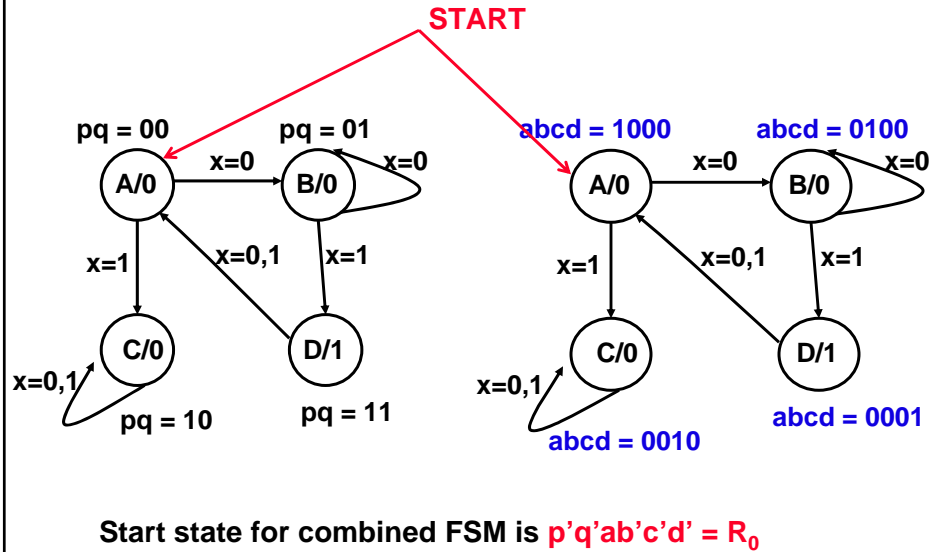 START
pq = 00
pq = 01
abcd = 1000
abcd = 0100
x=0
x=0
x=0
x=0
A/0
B/0
A/0
B/0
x=1
x=0,1
x=1
x=1
x=0,1
x=1
C/0
D/1
C/0
D/1
x=0,1
x=0,1
pq = 10
pq = 11
abcd = 0010
abcd = 0001
Start state for combined FSM is p’q’ab’c’d’ = R₀